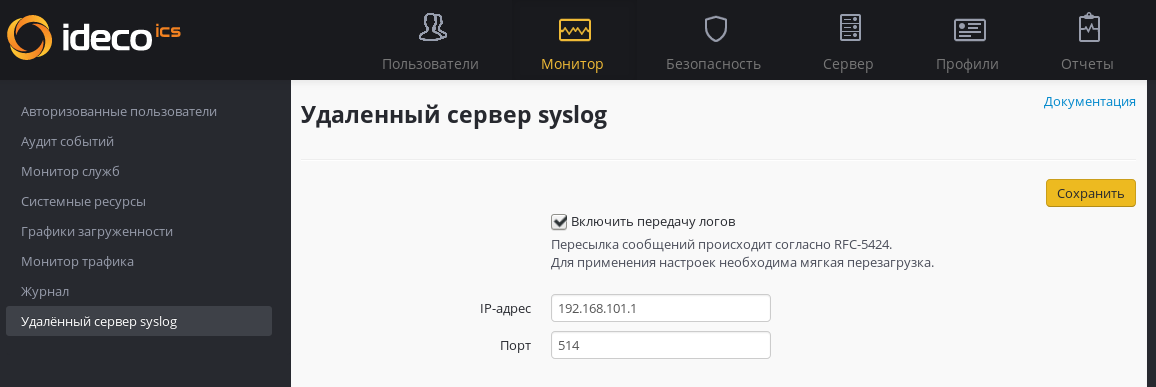 ideco ics
Пользователи
Монитор
Безопасность
Сервер
Профили
Отчеты
Авторизованные пользователи
Аудит событий
Монитор служб
Системные ресурсы
Графики загруженности
Монитор трафика
Журнал
Удалённый сервер syslog
Удаленный сервер syslog
Документация
Сохранить
Включить передачу логов
Пересылка сообщений происходит согласно RFC-5424.
Для применения настроек необходима мягкая перезагрузка.
IP-адрес 192.168.101.1
Порт 514